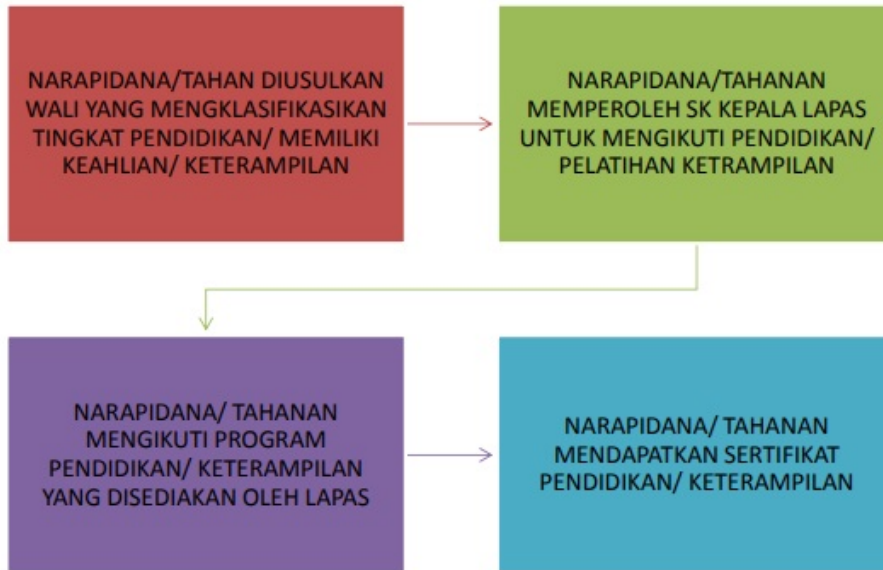 NARAPIDANA/TAHAN DIUSULKAN
WALI YANG MENGKLASIFIKASIKAN
TINGKAT PENDIDIKAN/ MEMILIKI
KEAHLIAN/ KETERAMPILAN
NARAPIDANA/TAHANAN
MEMPEROLEH SK KEPALA LAPAS
UNTUK MENGIKUTI PENDIDIKAN/
PELATIHAN KETRAMPILAN
NARAPIDANA/ TAHANAN
MENGIKUTI PROGRAM
PENDIDIKAN/ KETERAMPILAN
YANG DISEDIAKAN OLEH LAPAS
NARAPIDANA/ TAHANAN
MENDAPATKAN SERTIFIKAT
PENDIDIKAN/ KETERAMPILAN